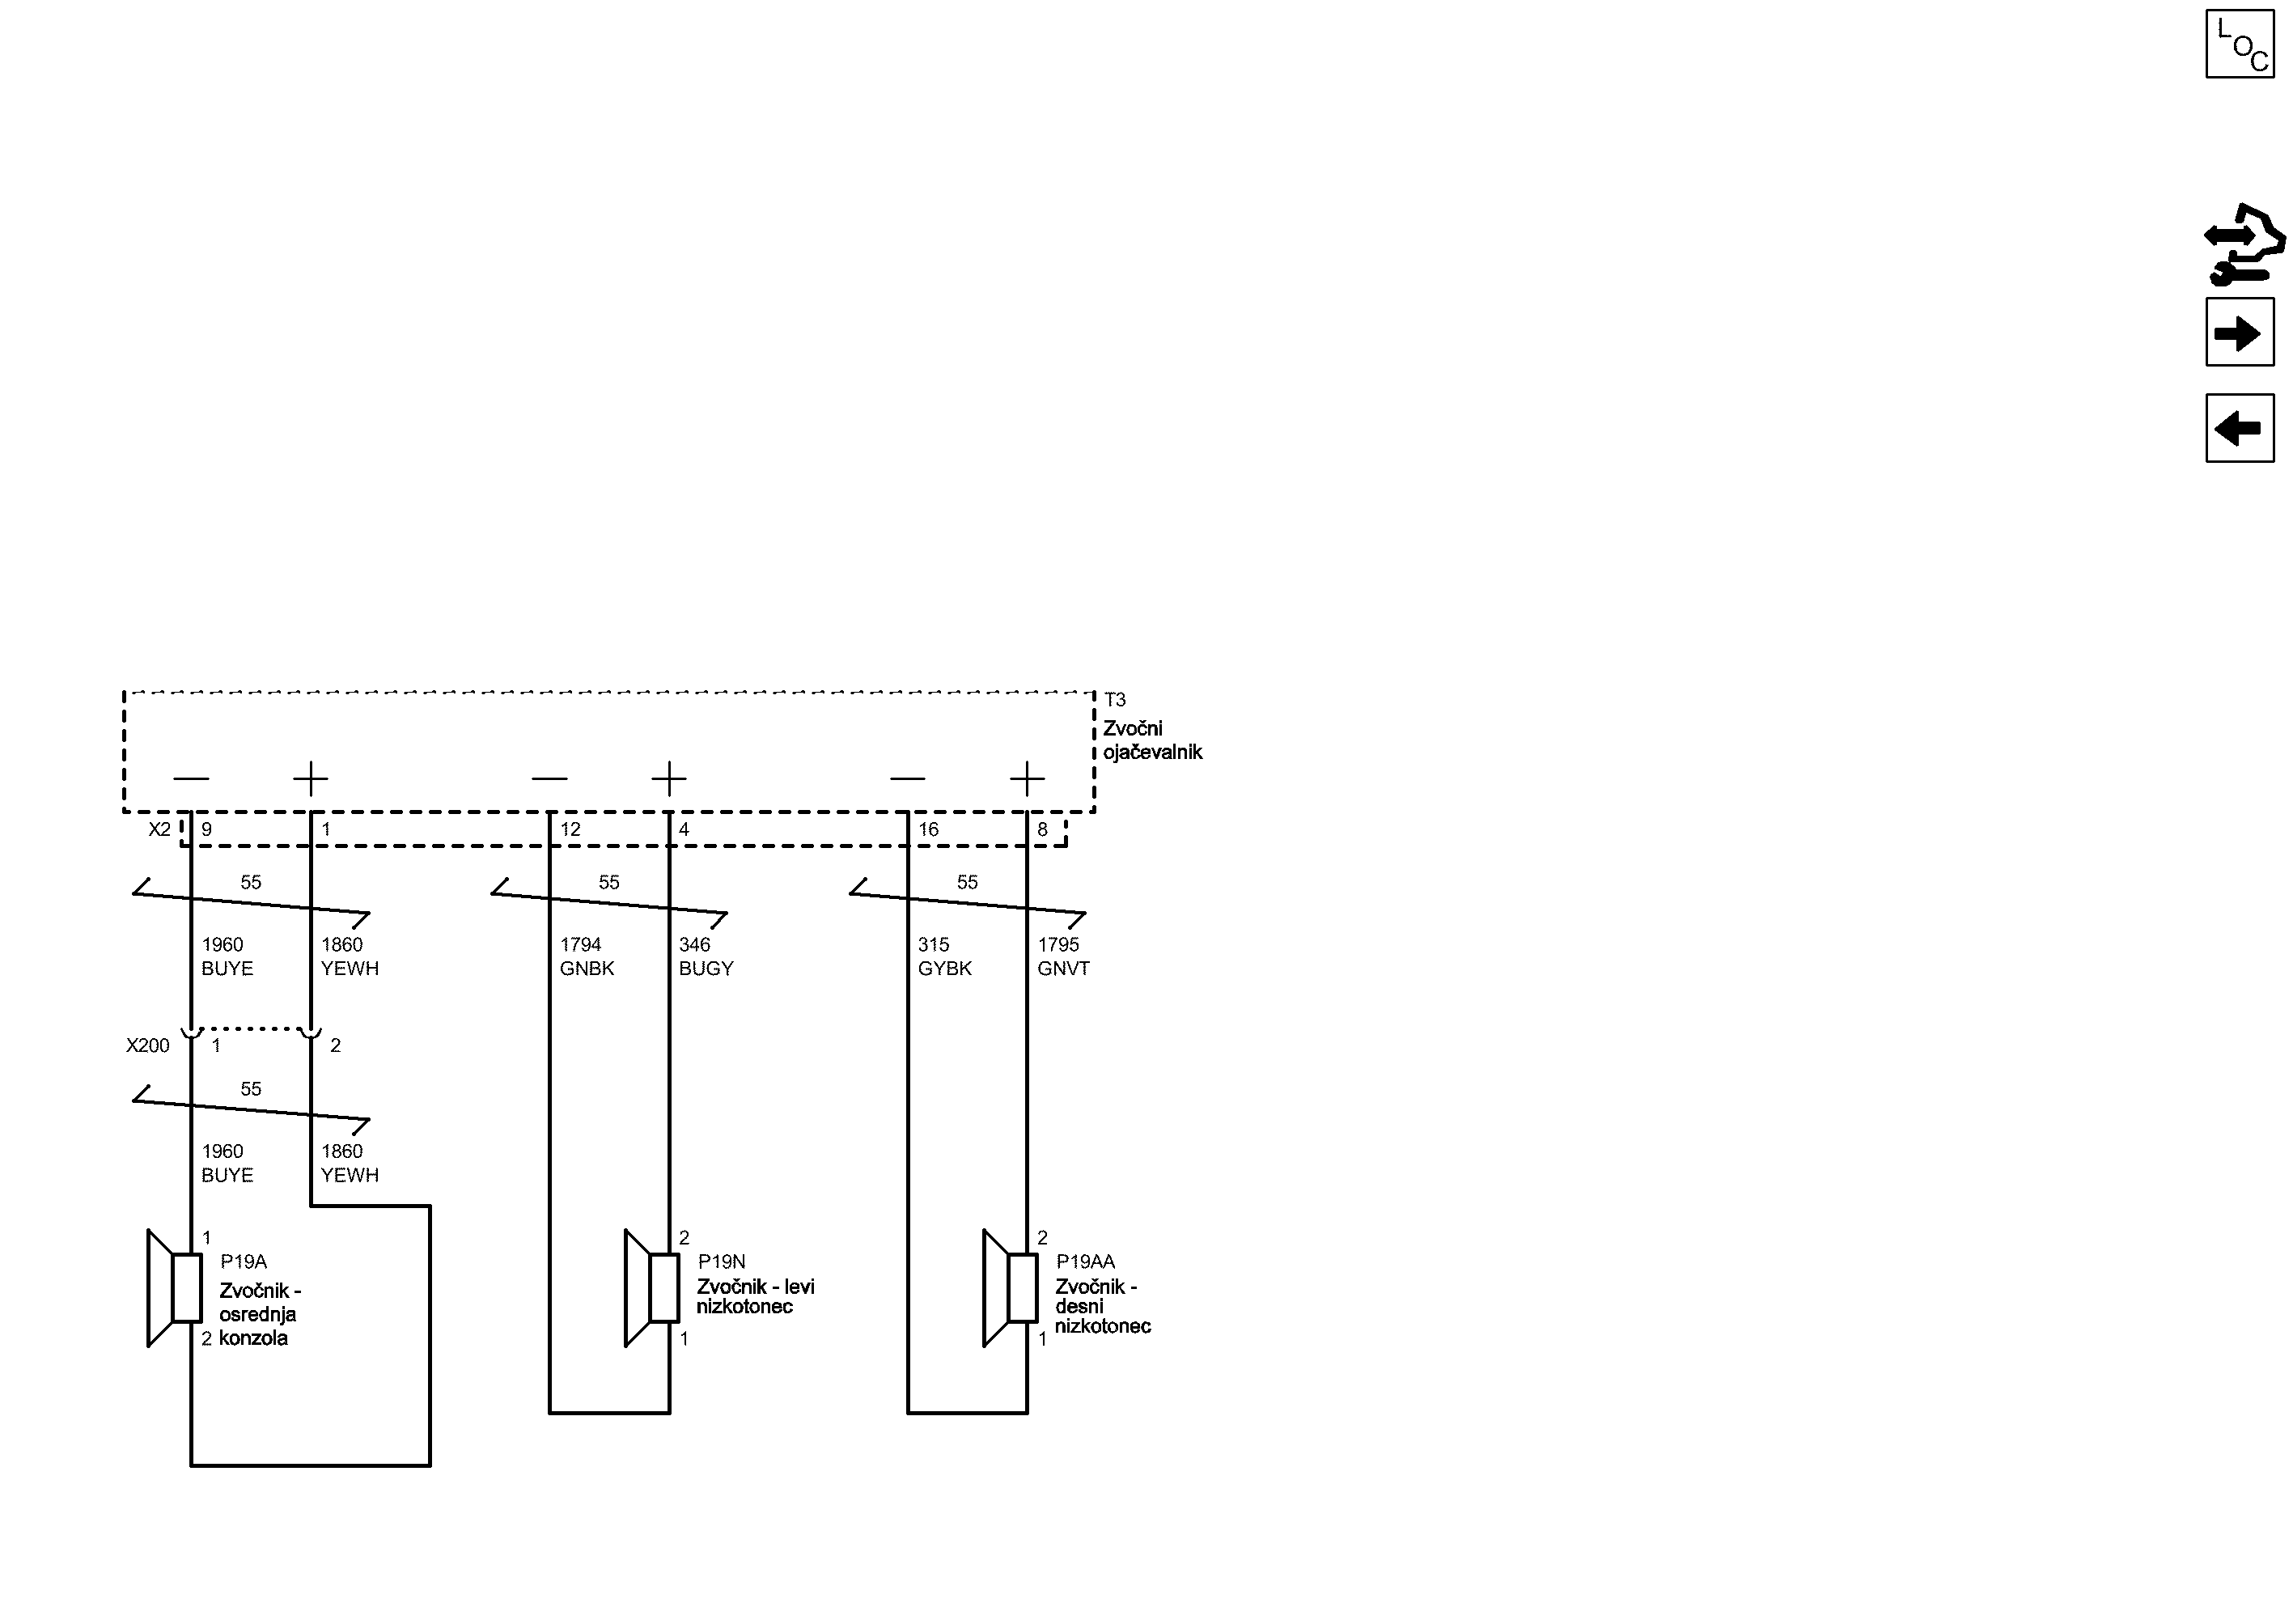 L
O
C
T3
Zvočni
ojačevalnik
X2 9 1 12 4 16 8
55 55 55
1960 1860 1794 346 315 1795
BUYE YEWH GNBK BUGY GYBK GNVT
X200 1 2
55
1960 1860
BUYE YEWH
1 2 2
P19A P19N P19AA
Zvočnik -
osrednja
konzola
Zvočnik - levi
nizkotonec
Zvočnik -
desni
nizkotonec
2 1 1